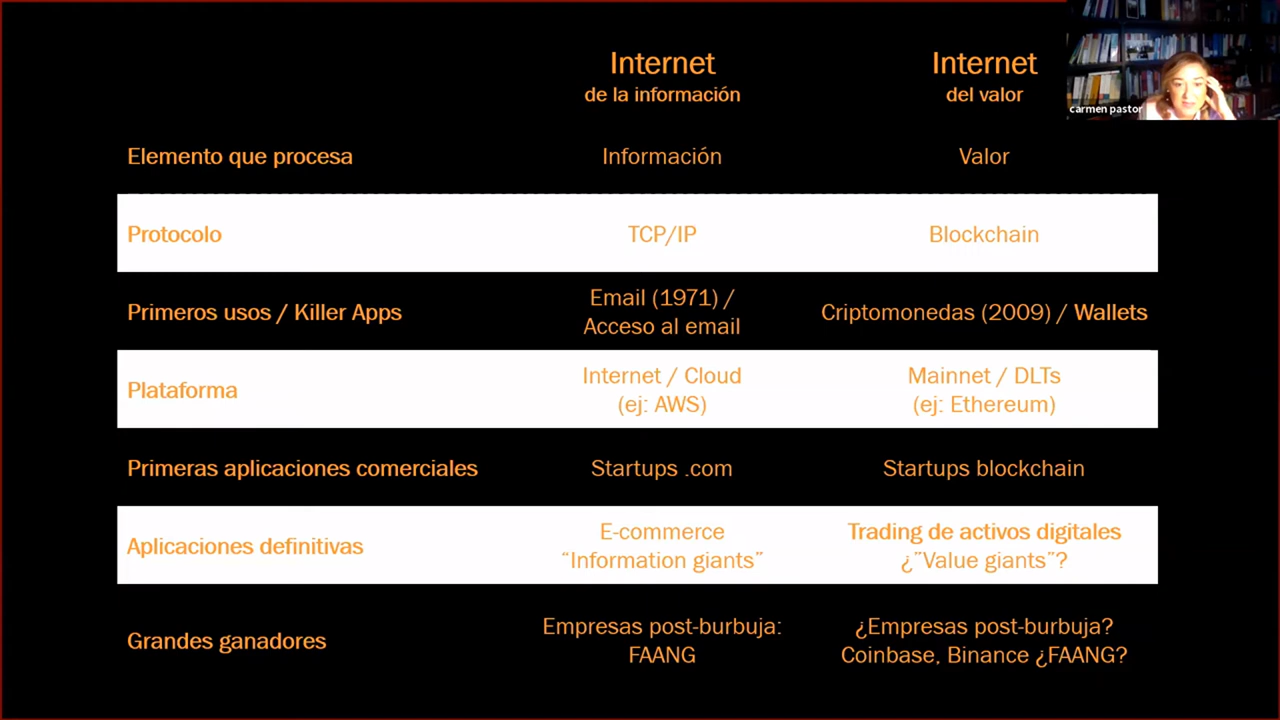 Internet
de la información
Internet
del valor
carmen pastor
Elemento que procesa
Información
Valor
Protocolo
TCP/IP
Blockchain
Primeros usos / Killer Apps
Email (1971) /
Acceso al email
Criptomonedas (2009) / Wallets
Plataforma
Internet / Cloud
(ej: AWS)
Mainnet / DLTs
(ej: Ethereum)
Primeras aplicaciones comerciales
Startups .com
Startups blockchain
Aplicaciones definitivas
E-commerce
“Information giants”
Trading de activos digitales
¿”Value giants”?
Grandes ganadores
Empresas post-burbuja:
FAANG
¿Empresas post-burbuja?
Coinbase, Binance ¿FAANG?